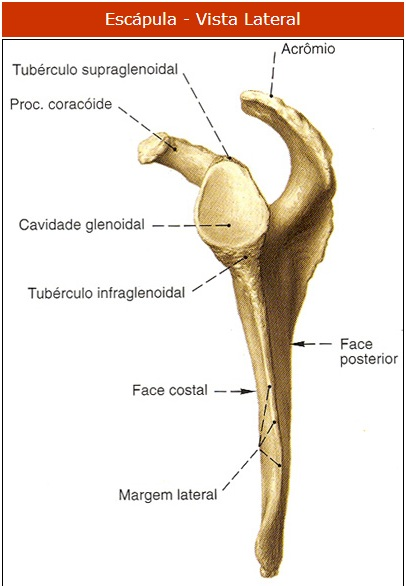 Escápula - Vista Lateral
Acrômio
Tubérculo supraglenoidal
Proc. coracóide
Cavidade glenoidal
Tubérculo infraglenoidal
Face
posterior
Face costal
Margem lateral